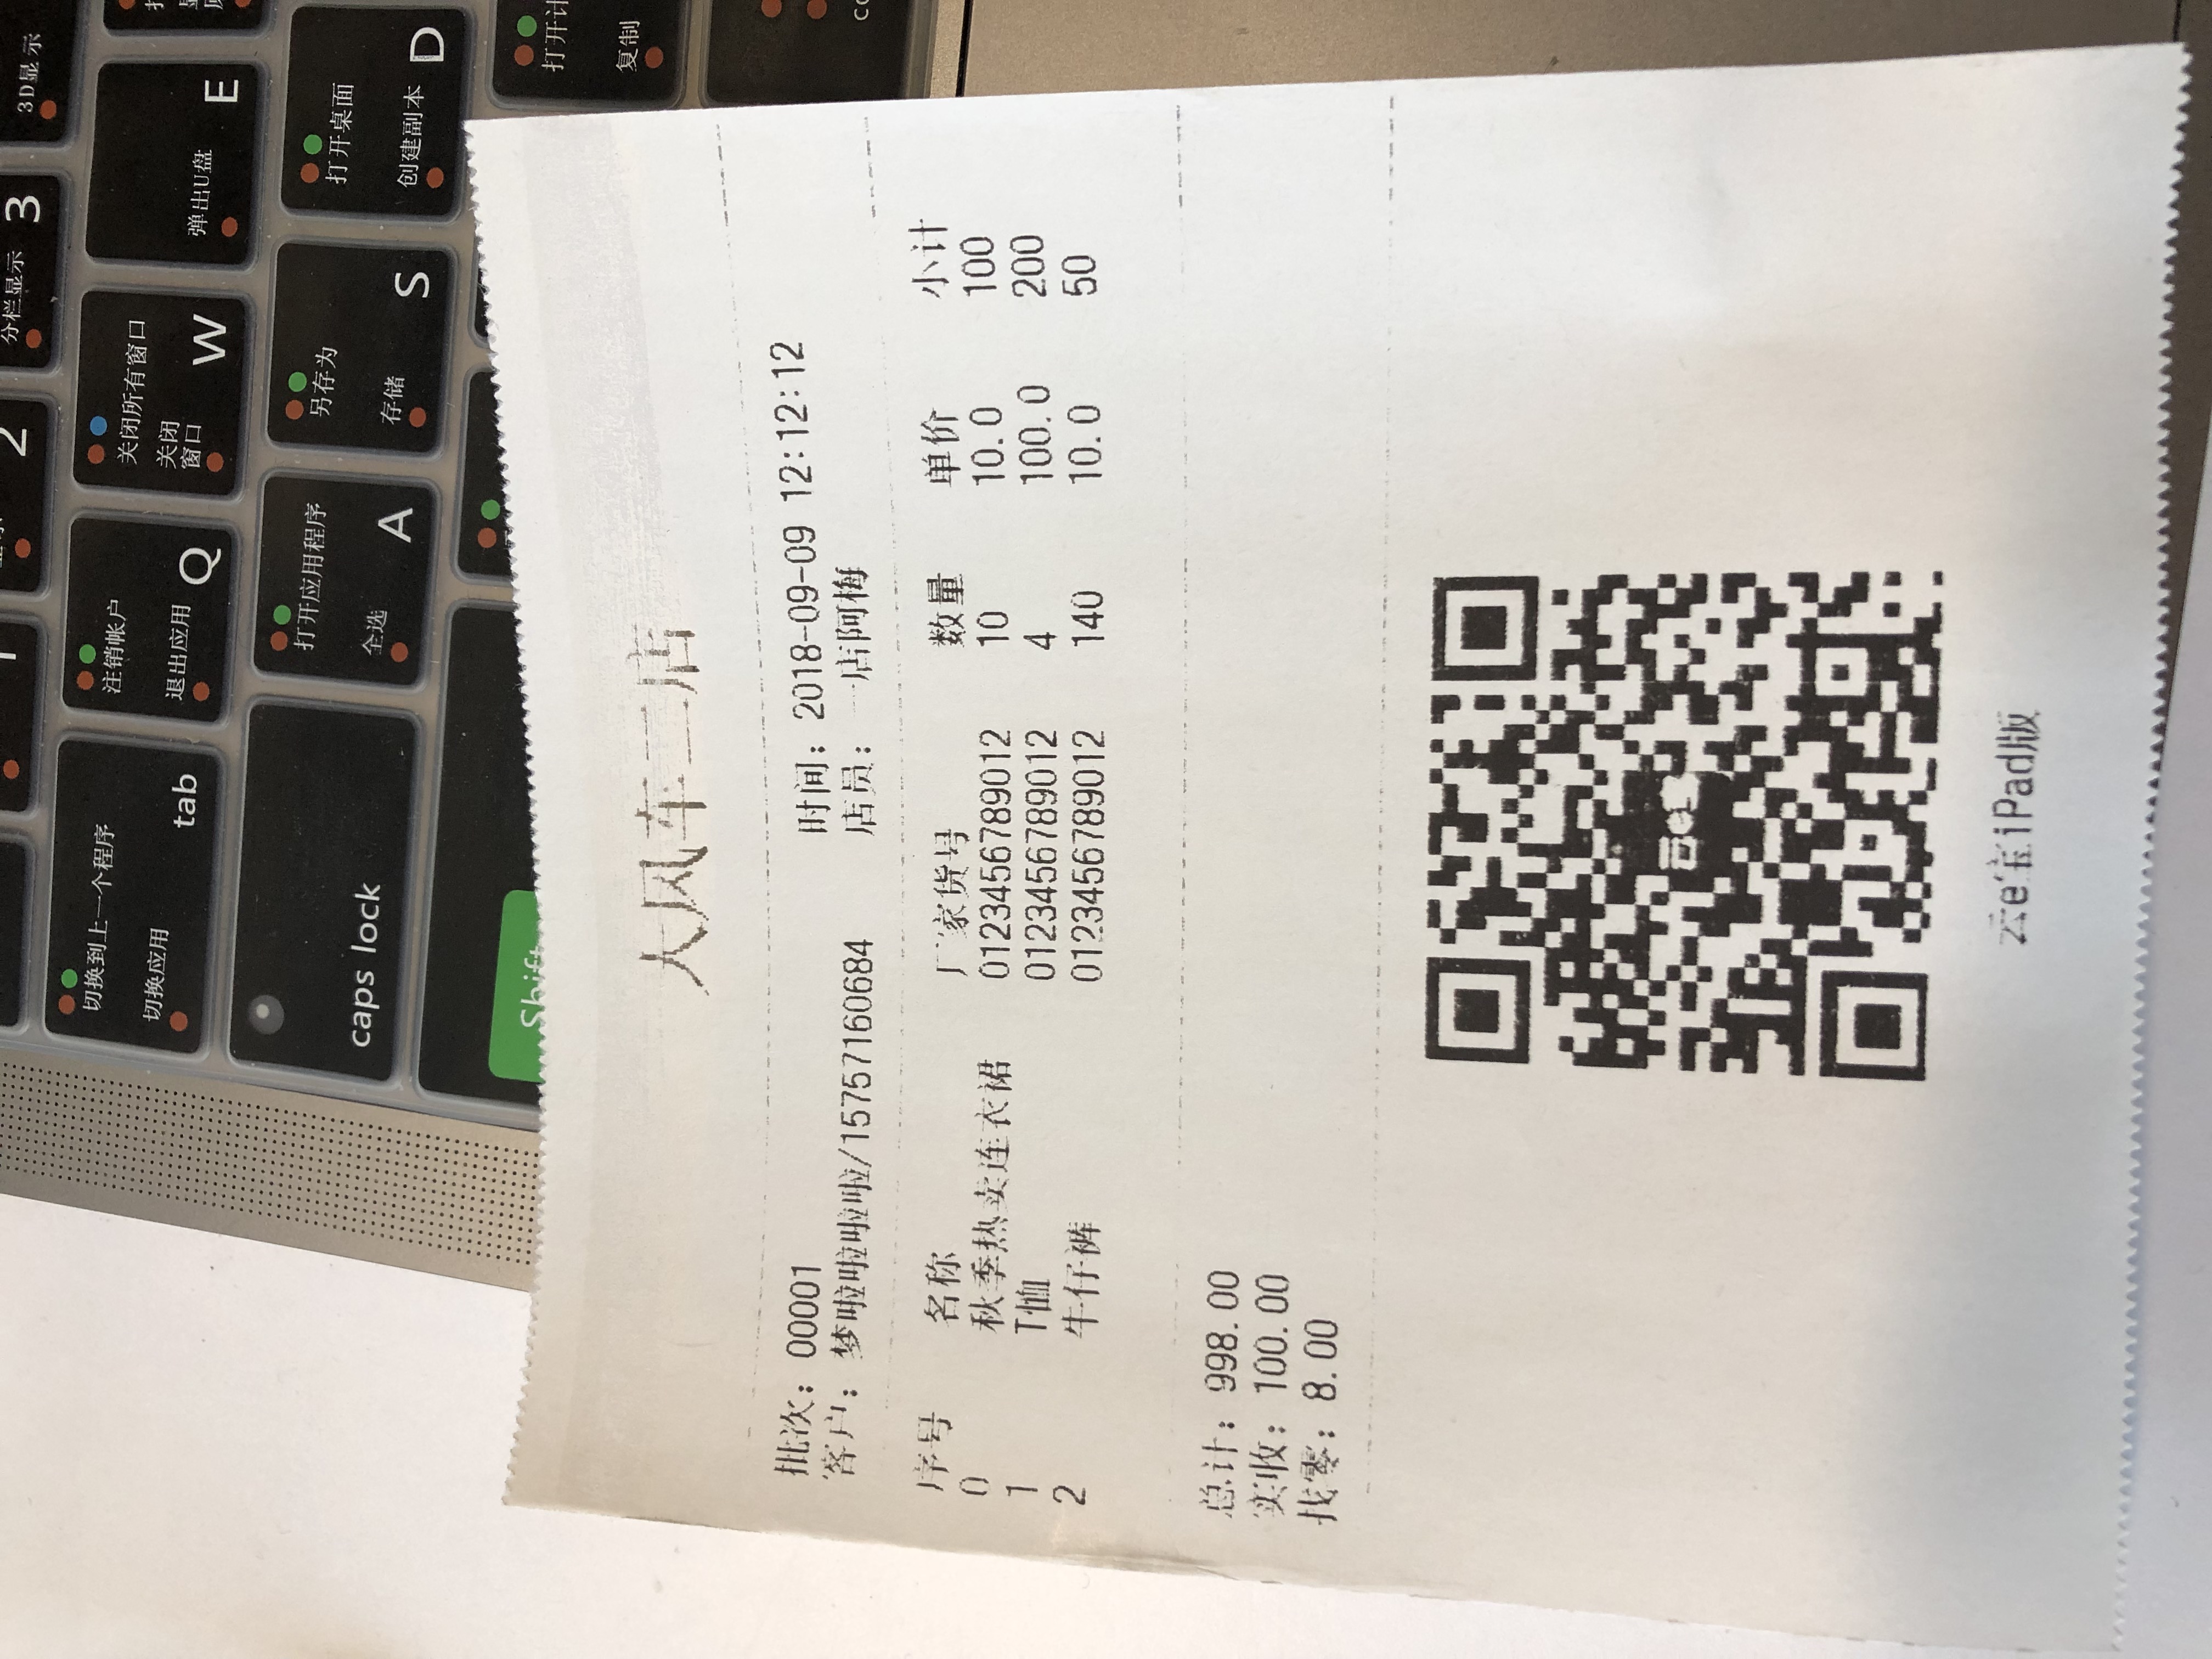 1
2
分栏显示 3
3D显示
切换到上一个程序
切换应用
tab
注销帐户
退出应用 Q
关闭所有窗口
关闭
窗口 W
弹出U盘 E
caps lock
打开应用程序
全选 A
另存为
存储 S
打开桌面
创建副本 D
Shift
打开计
复制
大风车二店
批次：00001 时间：2018-09-09 12:12:12
客户：梦啦啦啦啦/15757160684 店员：一店阿梅
序号 名称 厂家货号 数量 单价 小计
0 秋季热卖连衣裙 0123456789012 10 10.0 100
1 T恤 0123456789012 4 100.0 200
2 牛仔裤 0123456789012 140 10.0 50
总计：998.00
实收：100.00
找零：8.00
云e宝
云e宝iPad版